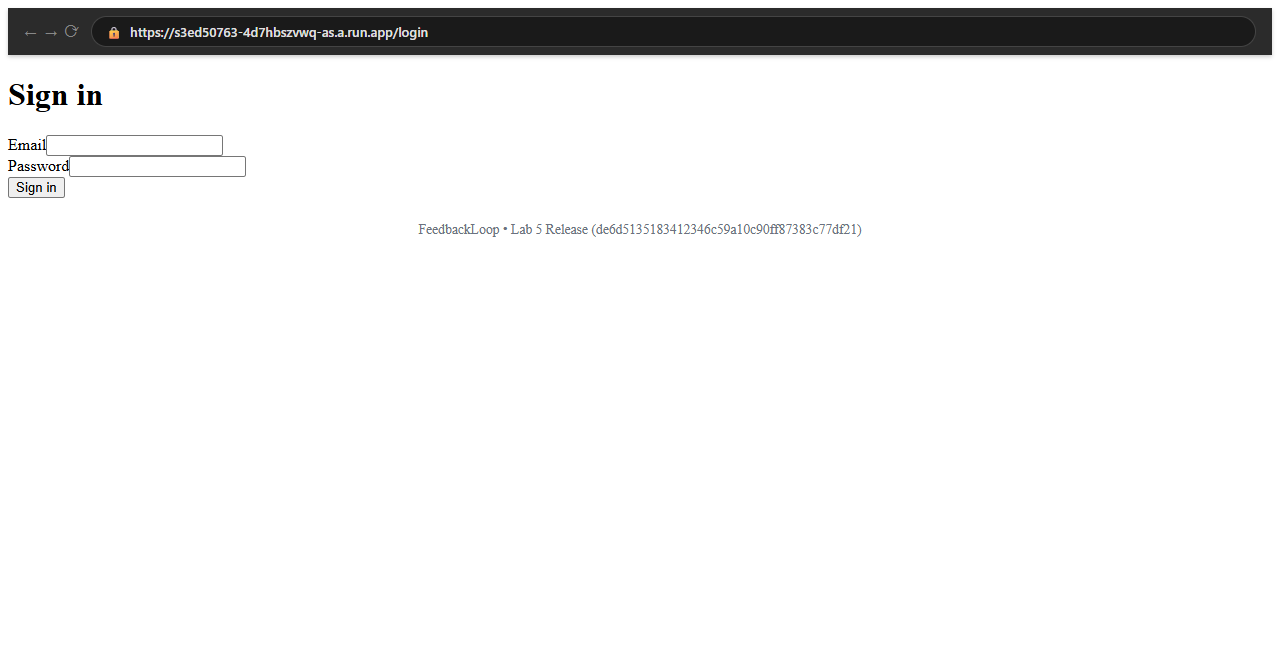 https://s3ed50763-4d7hbszvwq-as.a.run.app/login
Sign in
Email
Password
Sign in
FeedbackLoop • Lab 5 Release (de6d5135183412346c59a10c90ff87383c77df21)